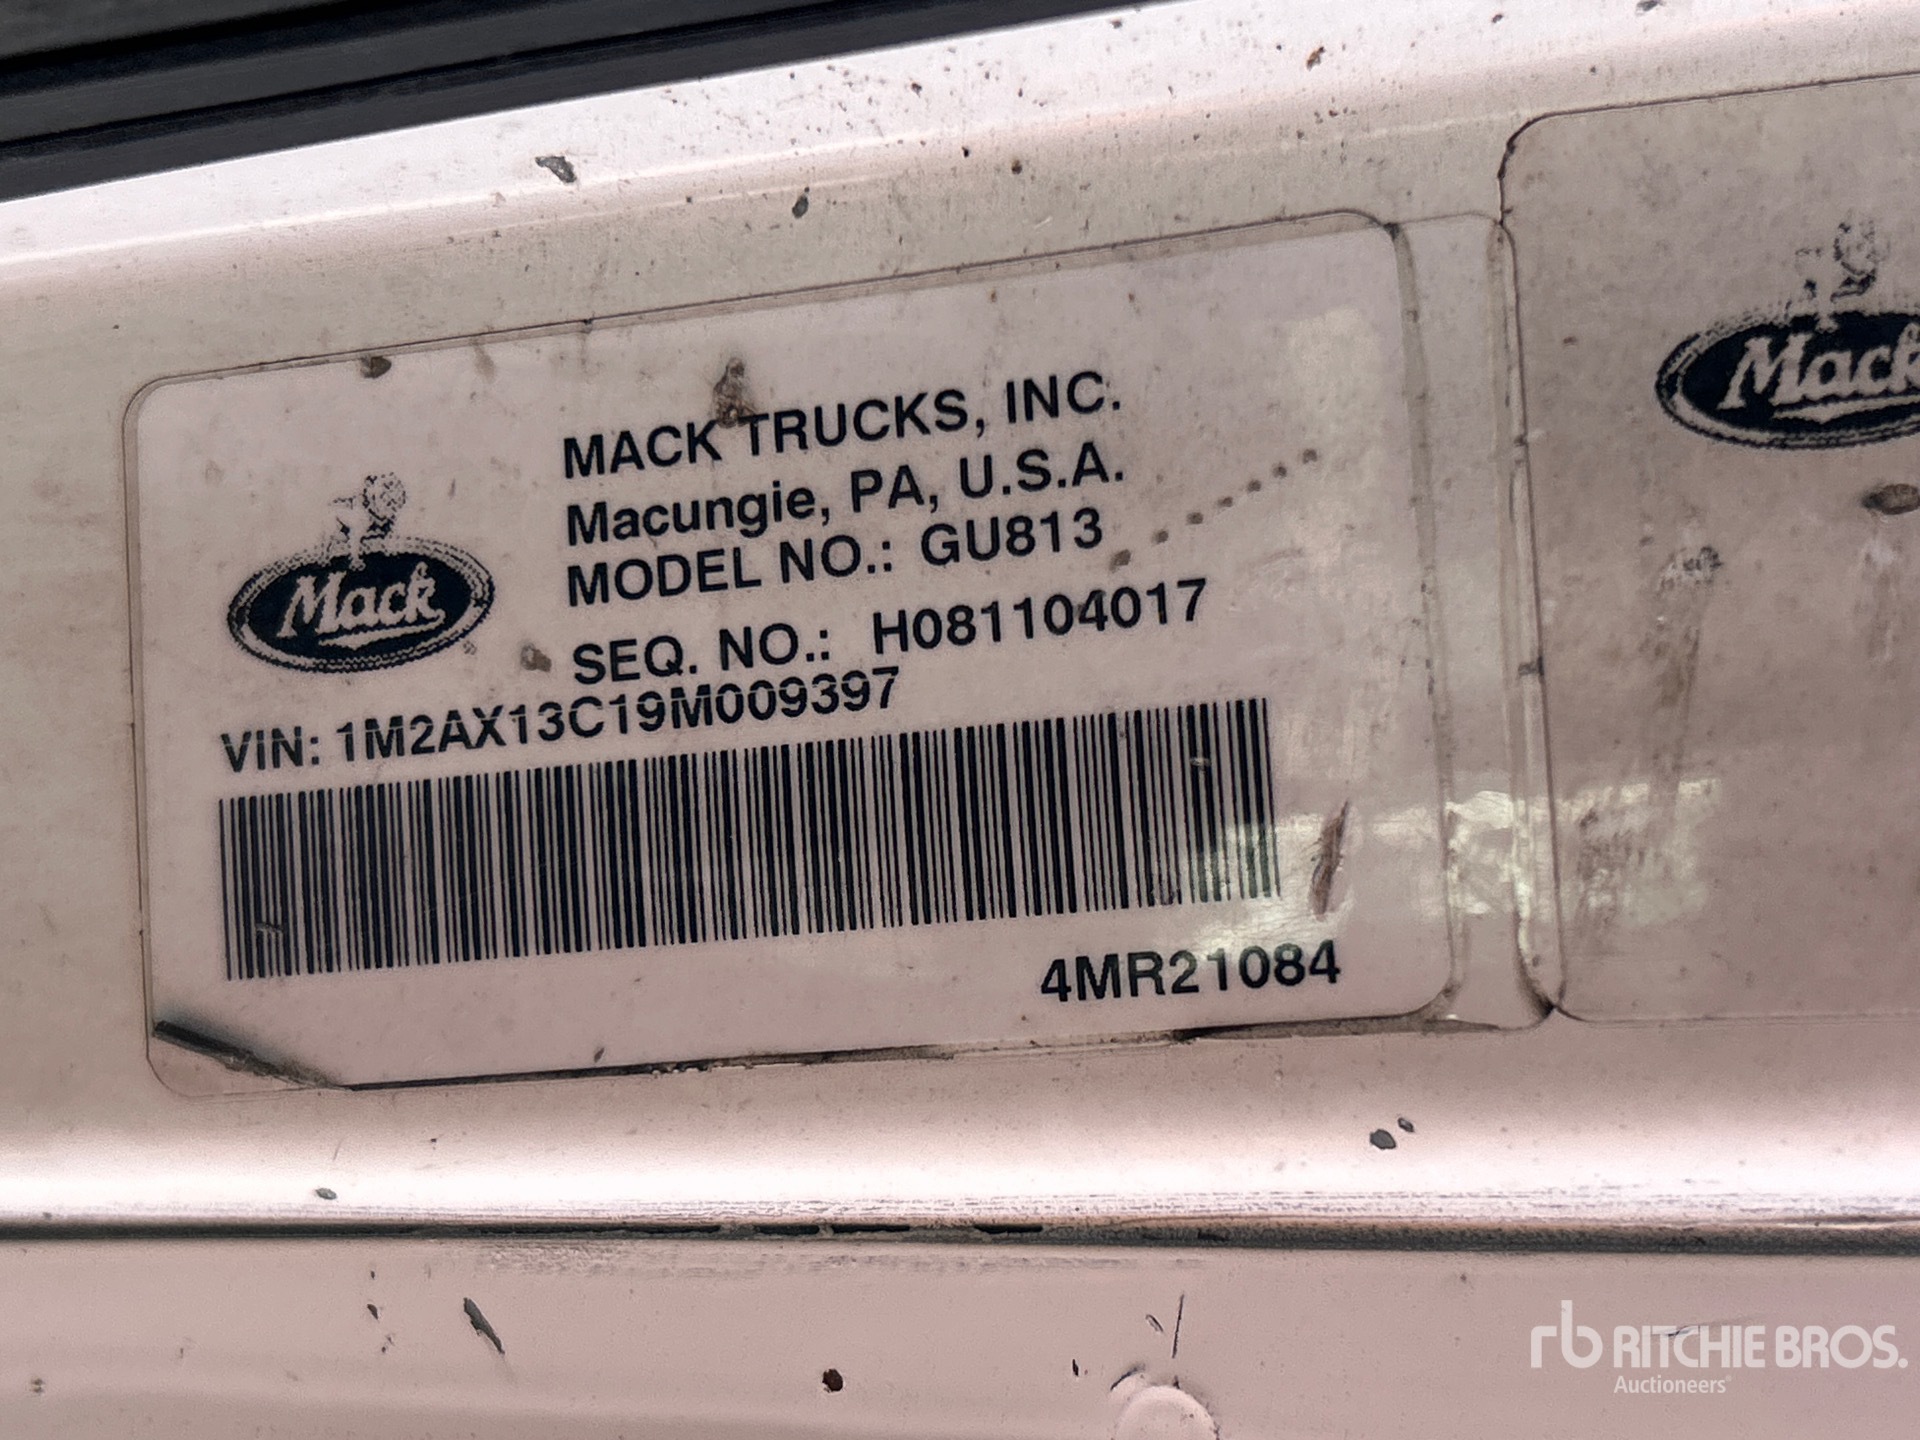 MACK TRUCKS, INC.
Macungie, PA, U.S.A.
MODEL NO.: GU813
SEQ. NO.: H081104017
Mack
VIN: 1M2AX13C19M009397
4MR21084
Mack
rb RITCHIE BROS.
Auctioneers